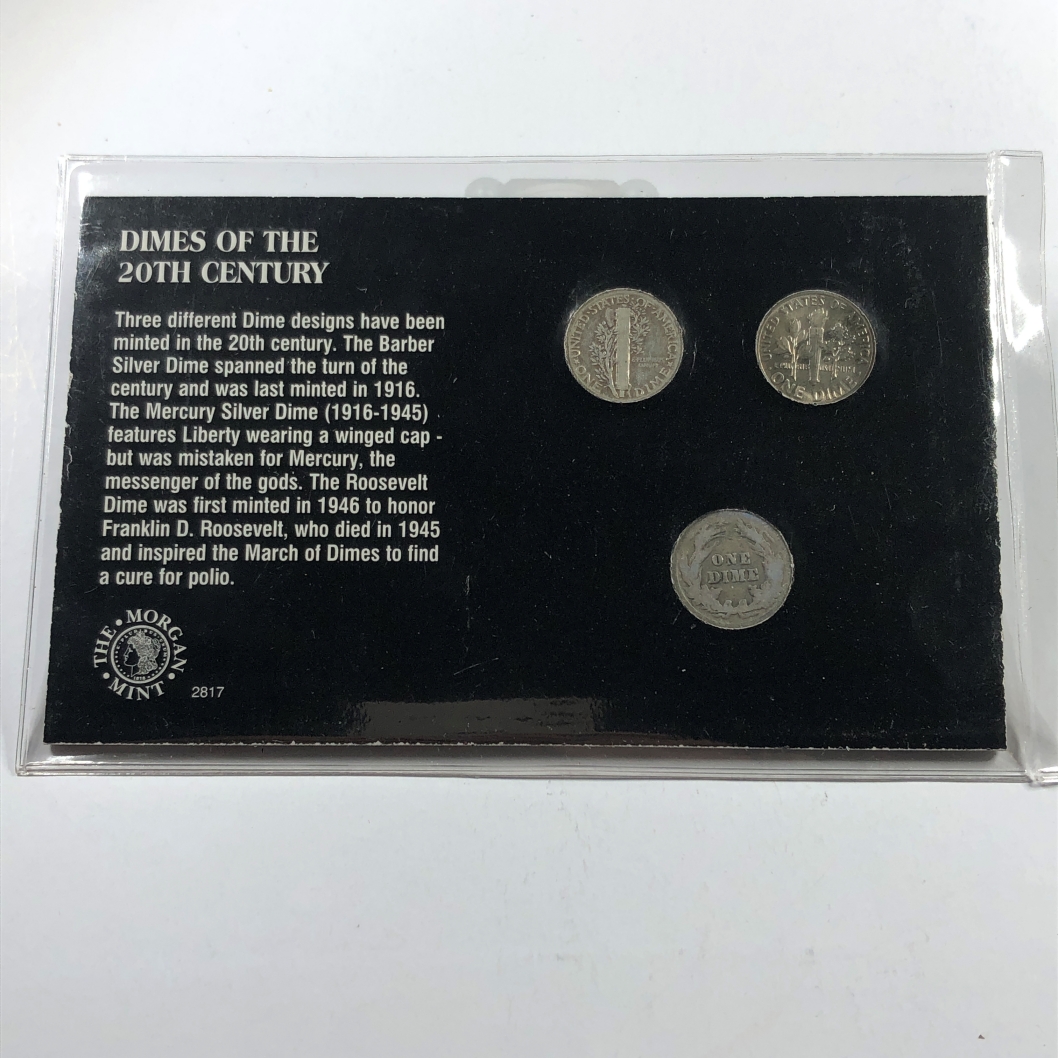 DIMES OF THE
20TH CENTURY
Three different Dime designs have been
minted in the 20th century. The Barber
Silver Dime spanned the turn of the
century and was last minted in 1916.
The Mercury Silver Dime (1916-1945)
features Liberty wearing a winged cap -
but was mistaken for Mercury, the
messenger of the gods. The Roosevelt
Dime was first minted in 1946 to honor
Franklin D. Roosevelt, who died in 1945
and inspired the March of Dimes to find
a cure for polio.
THE • MORGAN • MINT •
2817
UNITED STATES OF AMERICA
ONE DIME
UNITED STATES OF AMERICA
ONE DIME
ONE
DIME